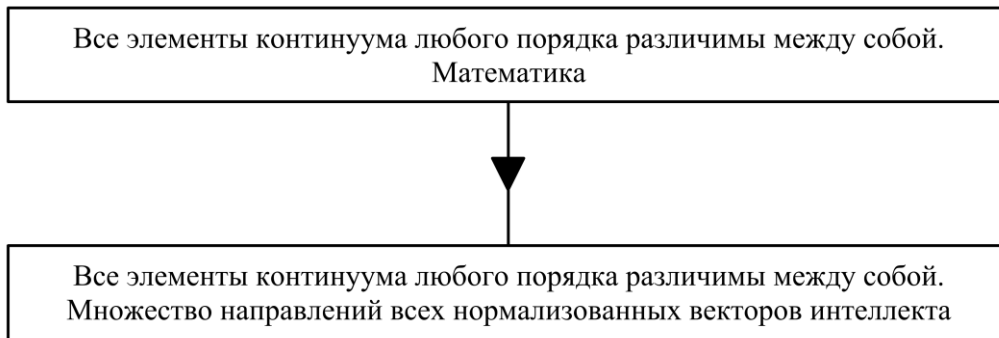 Все элементы континуума любого порядка различимы между собой.
Математика
Все элементы континуума любого порядка различимы между собой.
Множество направлений всех нормализованных векторов интеллекта